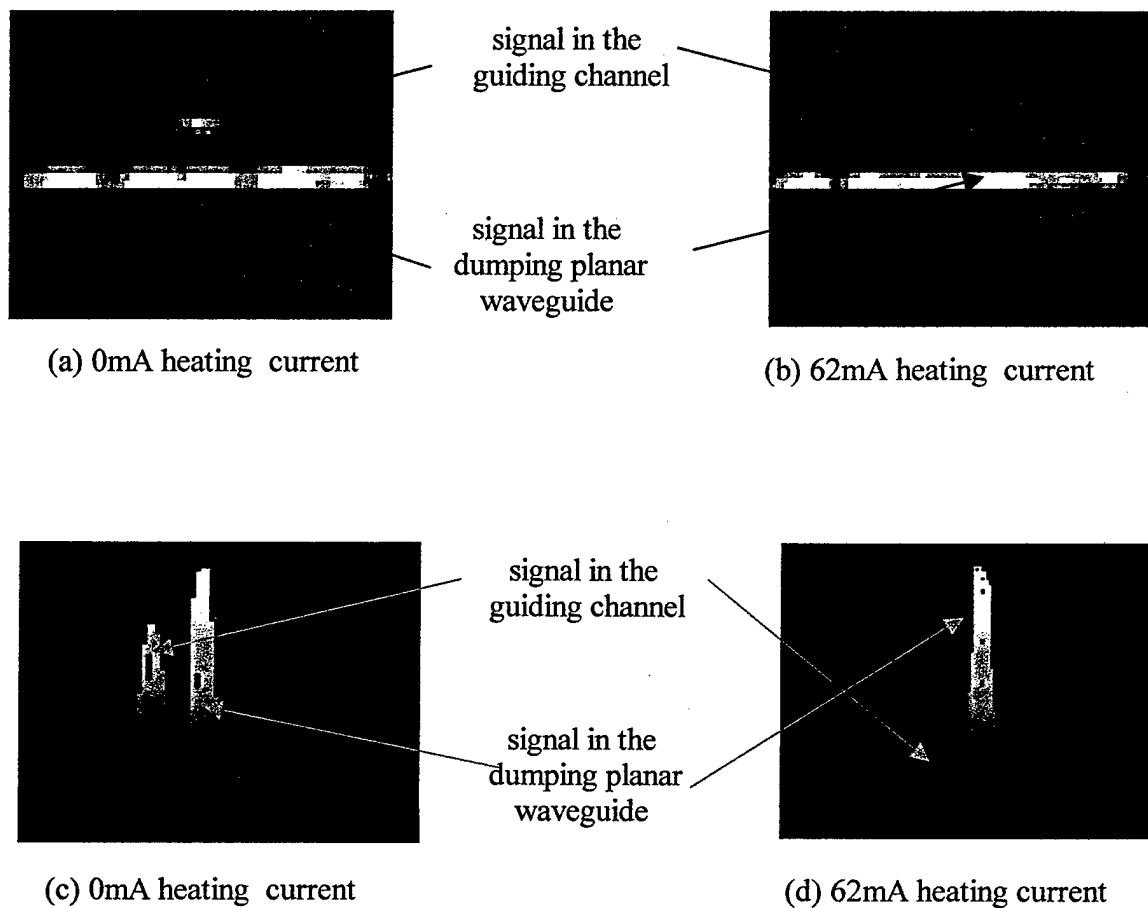 signal in the
guiding channel
signal in the
dumping planar
waveguide
(a) 0mA heating current
(b) 62mA heating current
signal in the
guiding channel
signal in the
dumping planar
waveguide
(c) 0mA heating current
(d) 62mA heating current